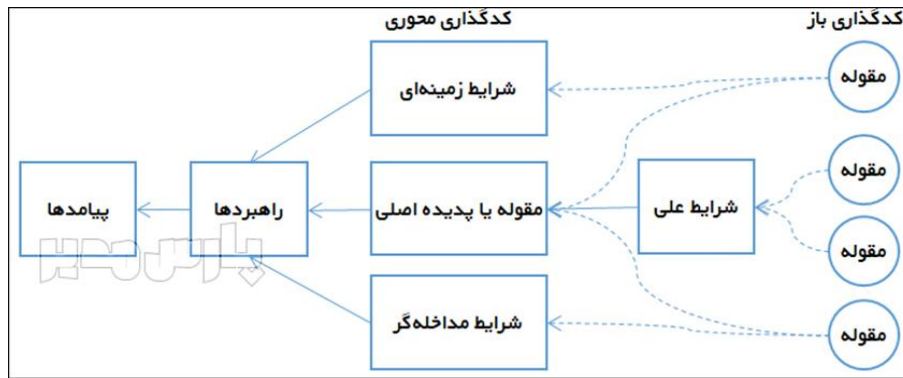 کدگذاری باز
کدگذاری محوری
مقوله
شرایط زمینه‌ای
مقوله
شرایط علی
مقوله یا پدیده اصلی
راهبردها
پیامدها
مقوله
پارس مدیر
شرایط مداخله‌گر
مقوله